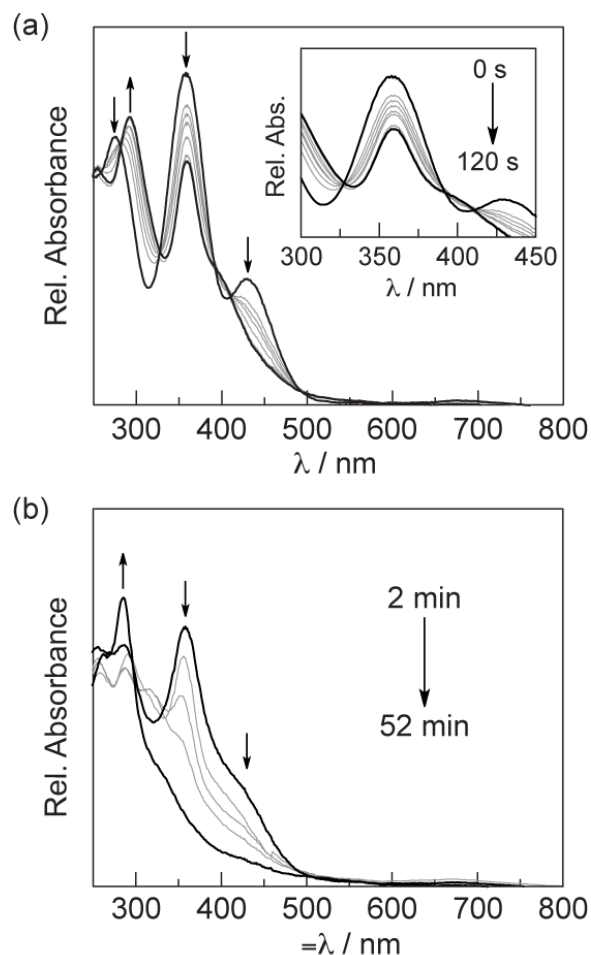 (a)
Rel. Absorbance
Rel. Abs.
0 s
120 s
300 350 400 450
λ / nm
300 400 500 600 700 800
λ / nm
(b)
Rel. Absorbance
2 min
52 min
300 400 500 600 700 800
=λ / nm